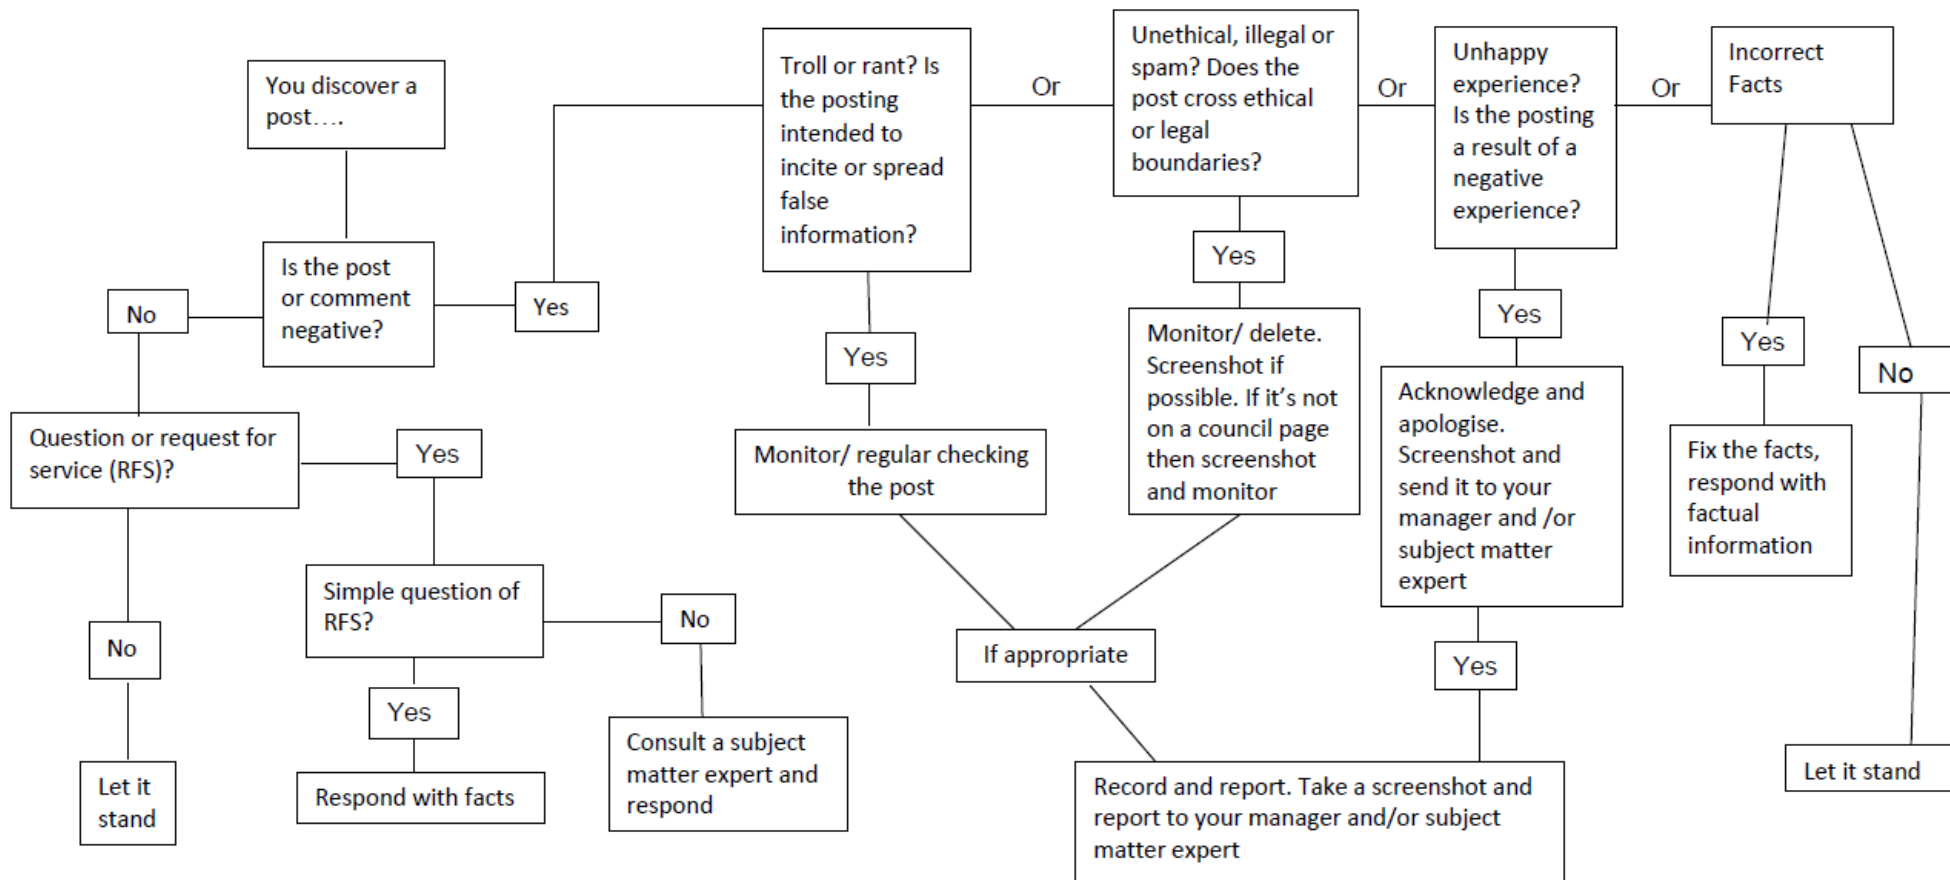 You discover a
post….
Is the post
or comment
negative?
No
Yes
Question or request for
service (RFS)?
Yes
No
Let it
stand
Simple question of
RFS?
No
Yes
Respond with facts
Consult a subject
matter expert and
respond
Troll or rant? Is
the posting
intended to
incite or spread
false
information?
Yes
Monitor/ regular checking
the post
Or
Unethical, illegal or
spam? Does the
post cross ethical
or legal
boundaries?
Yes
Monitor/ delete.
Screenshot if
possible. If it’s not
on a council page
then screenshot
and monitor
If appropriate
Or
Unhappy
experience?
Is the posting
a result of a
negative
experience?
Yes
Acknowledge and
apologise.
Screenshot and
send it to your
manager and /or
subject matter
expert
Yes
Record and report. Take a screenshot and
report to your manager and/or subject
matter expert
Or
Incorrect
Facts
Yes
Fix the facts,
respond with
factual
information
No
Let it stand